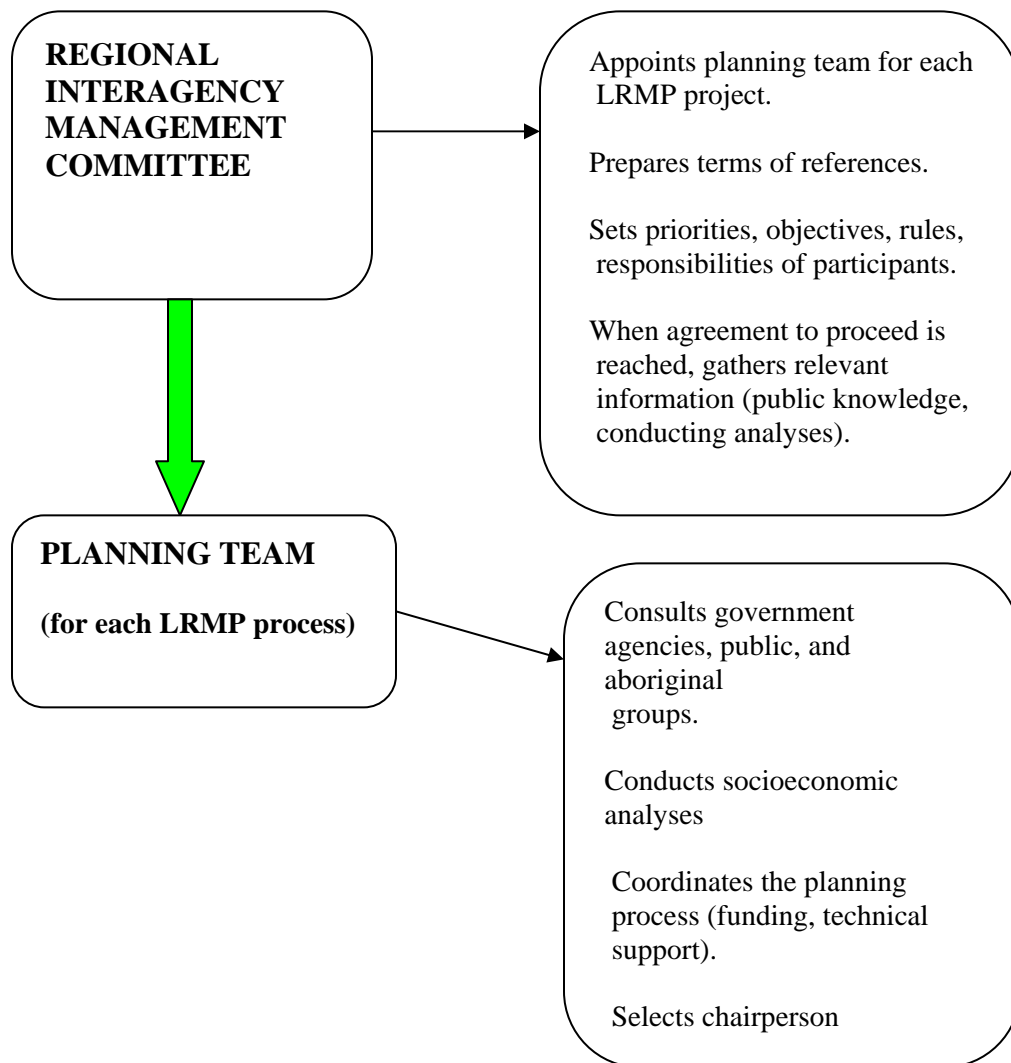 REGIONAL
INTERAGENCY
MANAGEMENT
COMMITTEE
Appoints planning team for each
LRMP project.
Prepares terms of references.
Sets priorities, objectives, rules,
responsibilities of participants.
When agreement to proceed is
reached, gathers relevant
information (public knowledge,
conducting analyses).
PLANNING TEAM
(for each LRMP process)
Consults government
agencies, public, and
aboriginal
groups.
Conducts socioeconomic
analyses
Coordinates the planning
process (funding, technical
support).
Selects chairperson